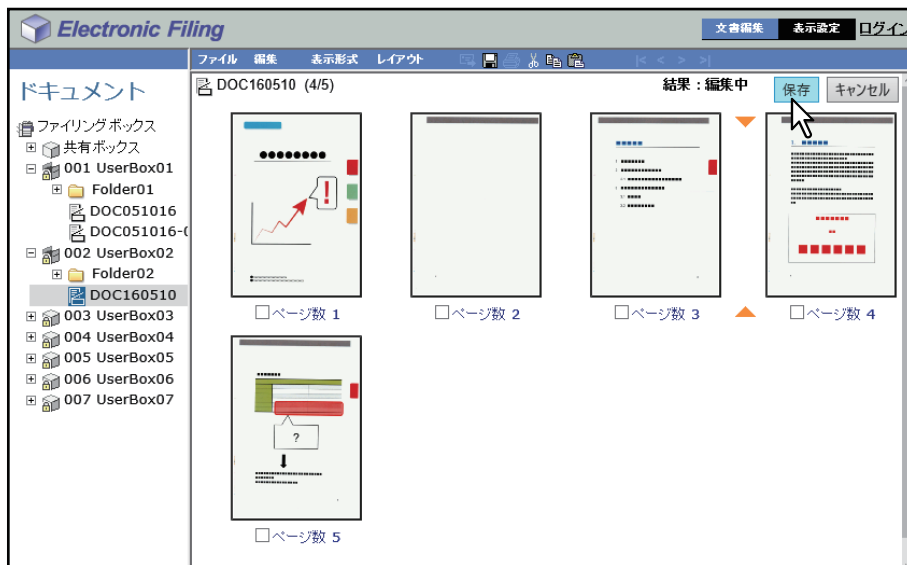 Electronic Filing
文書編集 表示設定 ログイン
ファイル 編集 表示形式 レイアウト |< < > >|
ドキュメント
ファイリングボックス
共有ボックス
001 UserBox01
Folder01
DOC051016
DOC051016-(
002 UserBox02
Folder02
DOC160510
003 UserBox03
004 UserBox04
005 UserBox05
006 UserBox06
007 UserBox07
DOC160510 (4/5) 結果：編集中 保存 キャンセル
!
ページ数 1 ページ数 2 ページ数 3 ページ数 4
?
ページ数 5